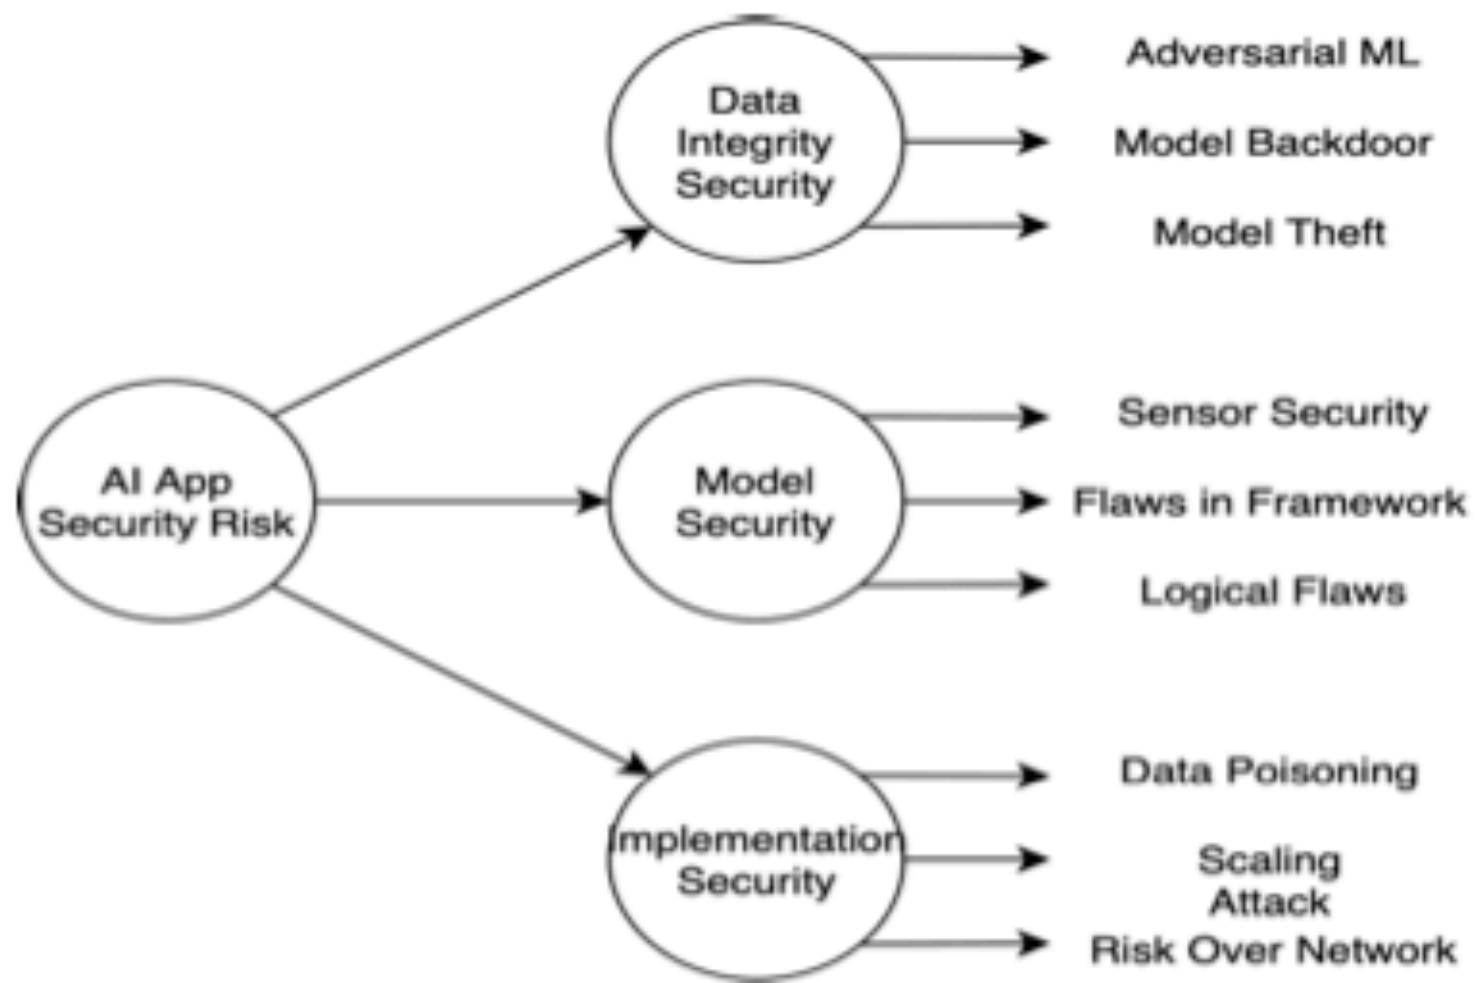 Data
Integrity
Security
Adversarial ML
Model Backdoor
Model Theft
AI App
Security Risk
Model
Security
Sensor Security
Flaws in Framework
Logical Flaws
Implementation
Security
Data Poisoning
Scaling
Attack
Risk Over Network